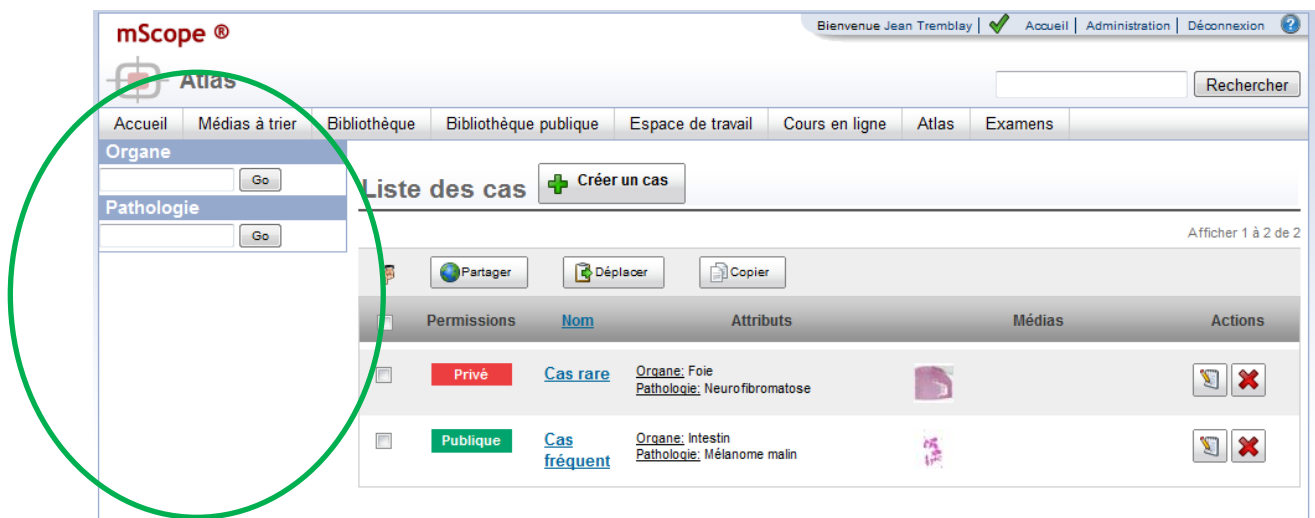 mScope ®
Bienvenue Jean Tremblay | Accueil | Administration | Déconnexion ?
Atlas
Rechercher
Accueil Médias à trier Bibliothèque Bibliothèque publique Espace de travail Cours en ligne Atlas Examens
Organe
Go
Pathologie
Go
Liste des cas Créer un cas
Afficher 1 à 2 de 2
Partager Déplacer Copier
Permissions Nom Attributs Médias Actions
Privé Cas rare Organe: Foie
Pathologie: Neurofibromatose
Publique Cas Organe: Intestin
fréquent Pathologie: Mélanome malin